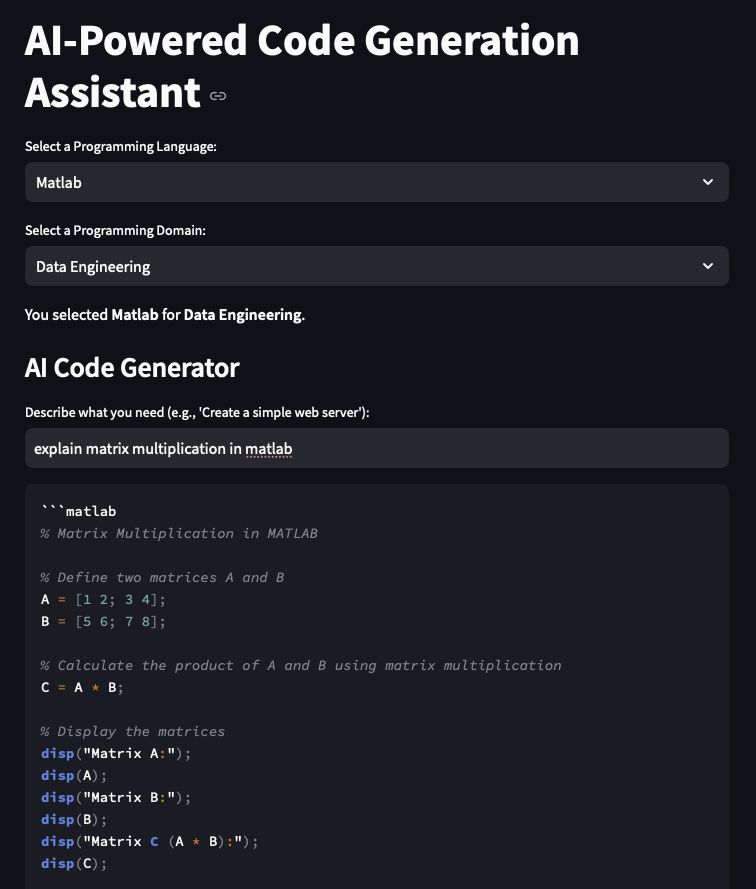 AI-Powered Code Generation
Assistant
Select a Programming Language:
Matlab
Select a Programming Domain:
Data Engineering
You selected Matlab for Data Engineering.
AI Code Generator
Describe what you need (e.g., 'Create a simple web server'):
explain matrix multiplication in matlab
```matlab
% Matrix Multiplication in MATLAB
% Define two matrices A and B
A = [1 2; 3 4];
B = [5 6; 7 8];
% Calculate the product of A and B using matrix multiplication
C = A * B;
% Display the matrices
disp("Matrix A:");
disp(A);
disp("Matrix B:");
disp(B);
disp("Matrix C (A * B):");
disp(C);